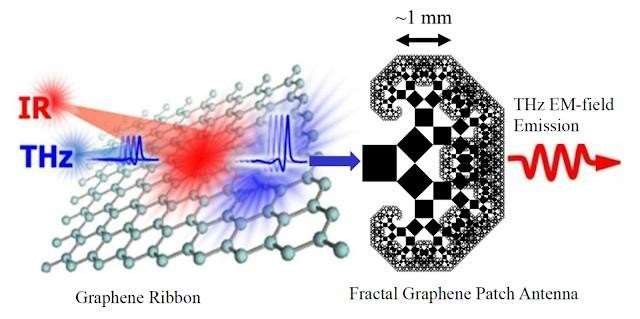 ~1 mm
IR
THz
THz EM-field
Emission
Graphene Ribbon
Fractal Graphene Patch Antenna